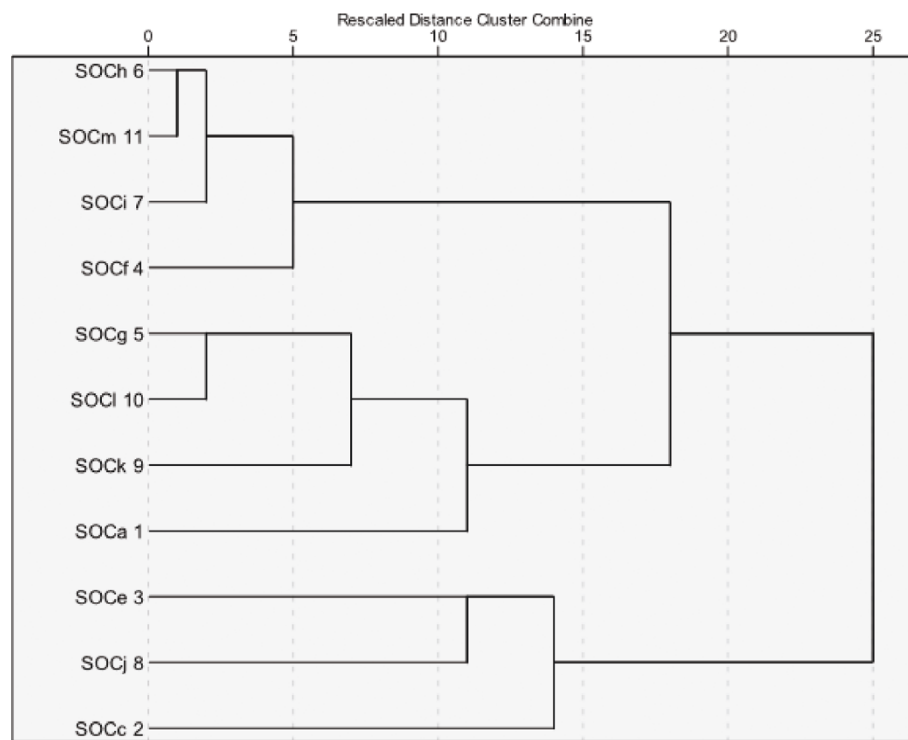 Rescaled Distance Cluster Combine
0 5 10 15 20 25
SOCh 6
SOCm 11
SOCi 7
SOCf 4
SOCg 5
SOCl 10
SOCk 9
SOCa 1
SOCe 3
SOCj 8
SOCc 2